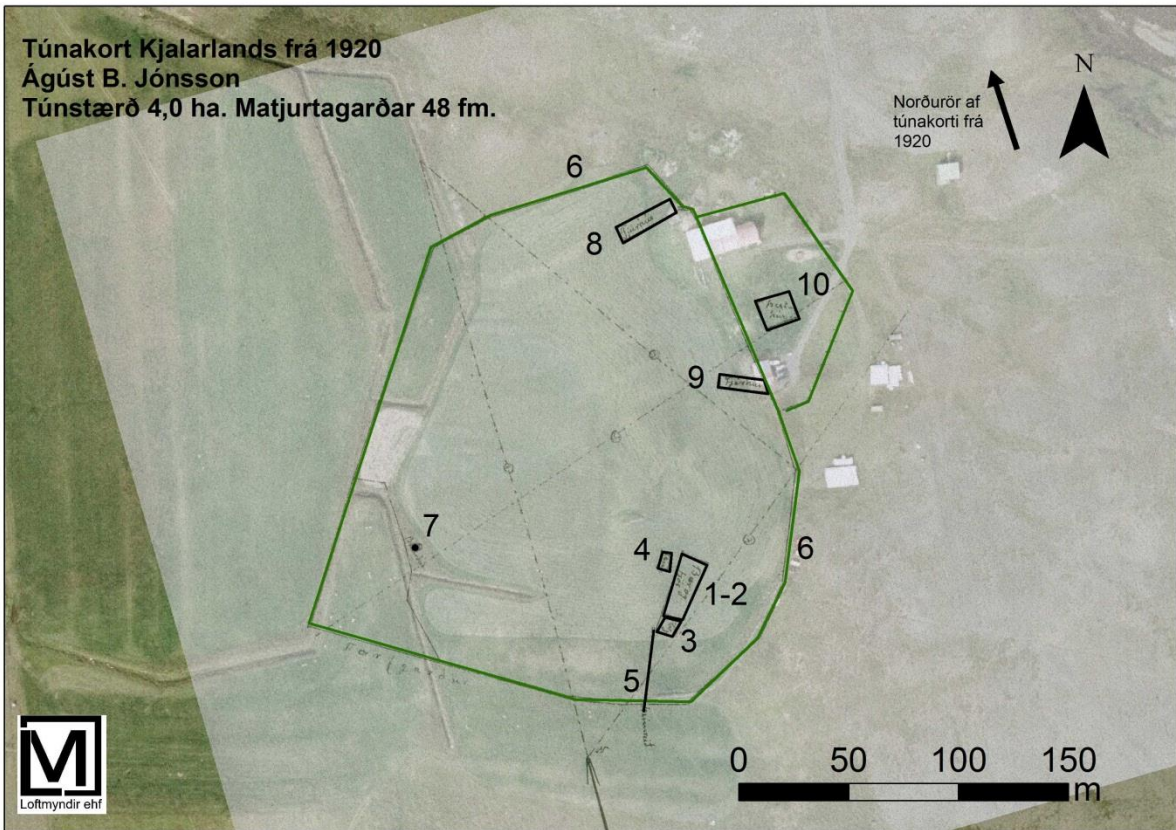 Túnakort Kjalarlands frá 1920
Ágúst B. Jónsson
Túnstærð 4,0 ha. Matjurtagarðar 48 fm.
Norðurör af
túnakorti frá
1920
N
6
8
10
9
7
4
6
1-2
3
5
0 50 100 150
m
M
Loftmyndir ehf